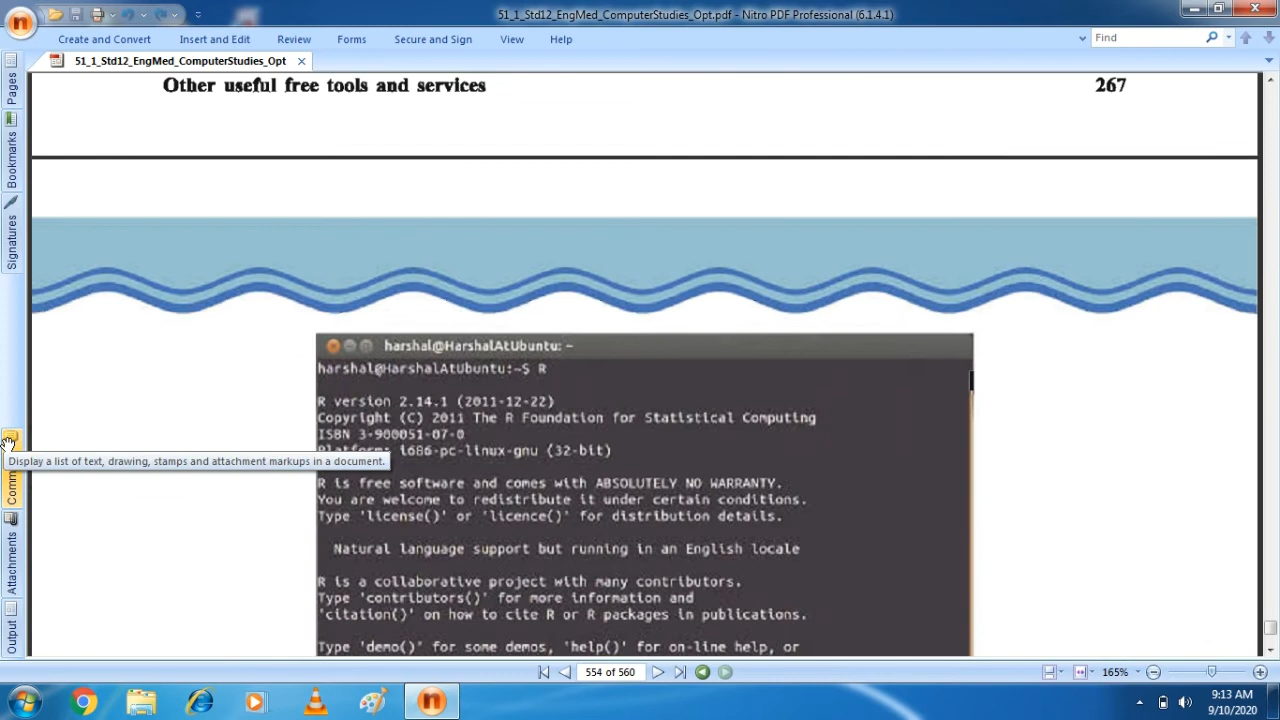 51_1_Std12_EngMed_ComputerStudies_Opt.pdf - Nitro PDF Professional (6.1.4.1)
Create and Convert Insert and Edit Review Forms Secure and Sign View Help
Find
51_1_Std12_EngMed_ComputerStudies_Opt
Pages
Bookmarks
Signatures
Comm
Attachments
Output
Other useful free tools and services 267
harshal@HarshalAtUbuntu: ~
harshal@HarshalAtUbuntu:~$ R
R version 2.14.1 (2011-12-22)
Copyright (C) 2011 The R Foundation for Statistical Computing
ISBN 3-900051-07-0
Platform: i686-pc-linux-gnu (32-bit)
Display a list of text, drawing, stamps and attachment markups in a document.
R is free software and comes with ABSOLUTELY NO WARRANTY.
You are welcome to redistribute it under certain conditions.
Type 'license()' or 'licence()' for distribution details.
Natural language support but running in an English locale
R is a collaborative project with many contributors.
Type 'contributors()' for more information and
'citation()' on how to cite R or R packages in publications.
Type 'demo()' for some demos, 'help()' for on-line help, or
554 of 560
165%
9:13 AM
9/10/2020